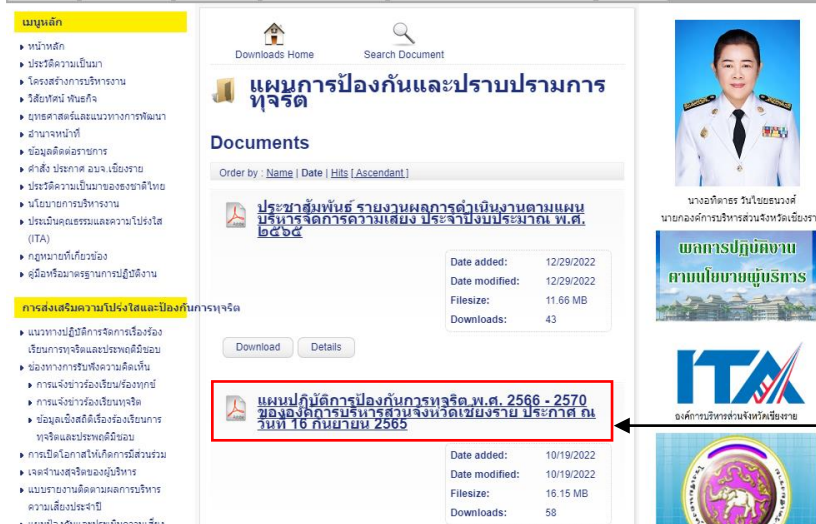 เมนูหลัก
หน้าหลัก
ประวัติความเป็นมา
โครงสร้างการบริหารงาน
วิสัยทัศน์ พันธกิจ
ยุทธศาสตร์และแนวทางการพัฒนา
อำนาจหน้าที่
ข้อมูลติดต่อราชการ
คำสั่ง ประกาศ อบจ.เชียงราย
ประวัติความเป็นมาของธงชาติไทย
นโยบายการบริหารงาน
ประเมินคุณธรรมและความโปร่งใส
(ITA)
กฎหมายที่เกี่ยวข้อง
คู่มือหรือมาตรฐานการปฏิบัติงาน
การส่งเสริมความโปร่งใสและป้องกันการทุจริต
แนวทางปฏิบัติการจัดการเรื่องร้อง
เรียนการทุจริตและประพฤติมิชอบ
ช่องทางการรับฟังความคิดเห็น
การแจ้งข่าวร้องเรียน/ร้องทุกข์
การแจ้งข่าวร้องเรียนทุจริต
ข้อมูลเชิงสถิติเรื่องร้องเรียนการ
ทุจริตและประพฤติมิชอบ
การเปิดโอกาสให้เกิดการมีส่วนร่วม
เจตจำนงสุจริตของผู้บริหาร
แบบรายงานติดตามผลการบริหาร
ความเสี่ยงประจำปี
Downloads Home
Search Document
แผนการป้องกันและปราบปรามการ
ทุจริต
Documents
Order by : Name | Date | Hits [ Ascendant ]
ประชาสัมพันธ์ รายงานผลการดำเนินงานตามแผน
บริหารจัดการความเสี่ยง ประจำปีงบประมาณ พ.ศ.
๒๕๖๕
Date added: 12/29/2022
Date modified: 12/29/2022
Filesize: 11.66 MB
Downloads: 43
Download
Details
แผนปฏิบัติการป้องกันการทุจริต พ.ศ. 2566 - 2570
ขององค์การบริหารส่วนจังหวัดเชียงราย ประกาศ ณ
วันที่ 16 กันยายน 2565
Date added: 10/19/2022
Date modified: 10/19/2022
Filesize: 16.15 MB
Downloads: 58
นางอทิตาธร วันไชยธนวงศ์
นายกองค์การบริหารส่วนจังหวัดเชียงรา
ผลการปฏิบัติงาน
ตามนโยบายผู้บริหาร
ITA
องค์การบริหารส่วนจังหวัดเชียงราย